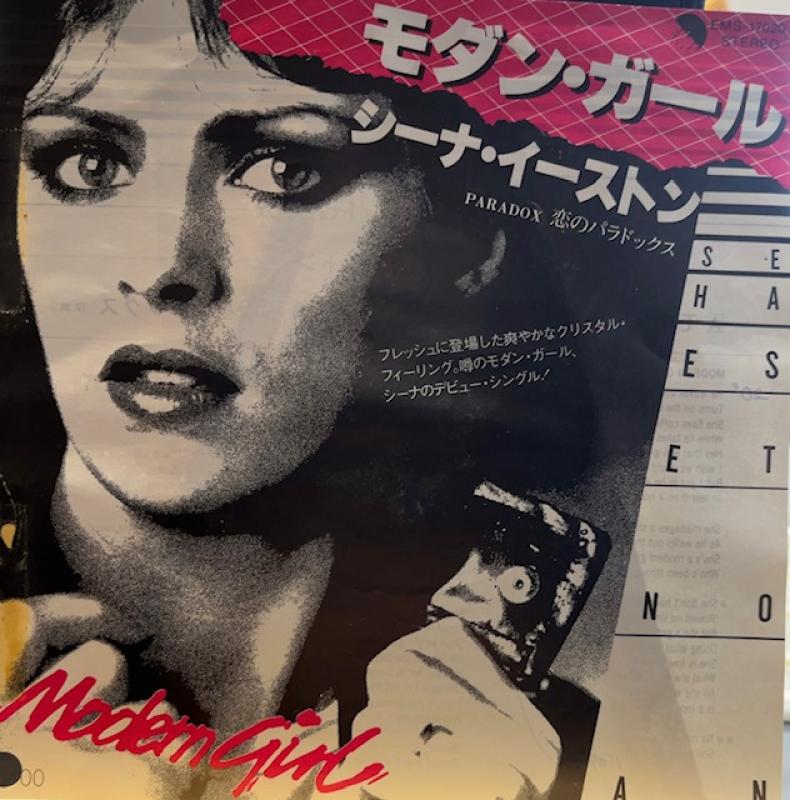 EMS-17020
STEREO
モダン・ガール
シーナ・イーストン
PARADOX 恋のパラドックス
フレッシュに登場した爽やかなクリスタル・
フィーリング。噂のモダン・ガール、
シーナのデビュー・シングル!
S E
H A
E S
E T
N O
A N
Modern Girl
00